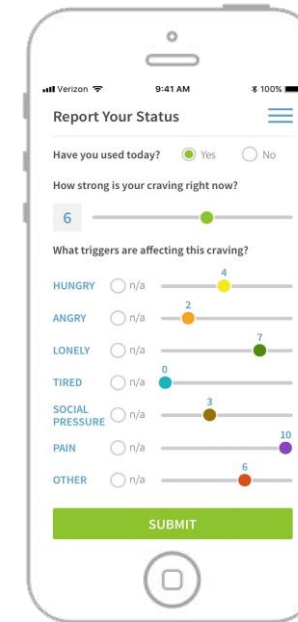 Verizon 9:41 AM 100%
Report Your Status
Have you used today? Yes No
How strong is your craving right now?
6
What triggers are affecting this craving?
4
HUNGRY n/a
2
ANGRY n/a
7
LONELY n/a
0
TIRED n/a
3
SOCIAL
PRESSURE n/a
10
PAIN n/a
6
OTHER n/a
SUBMIT